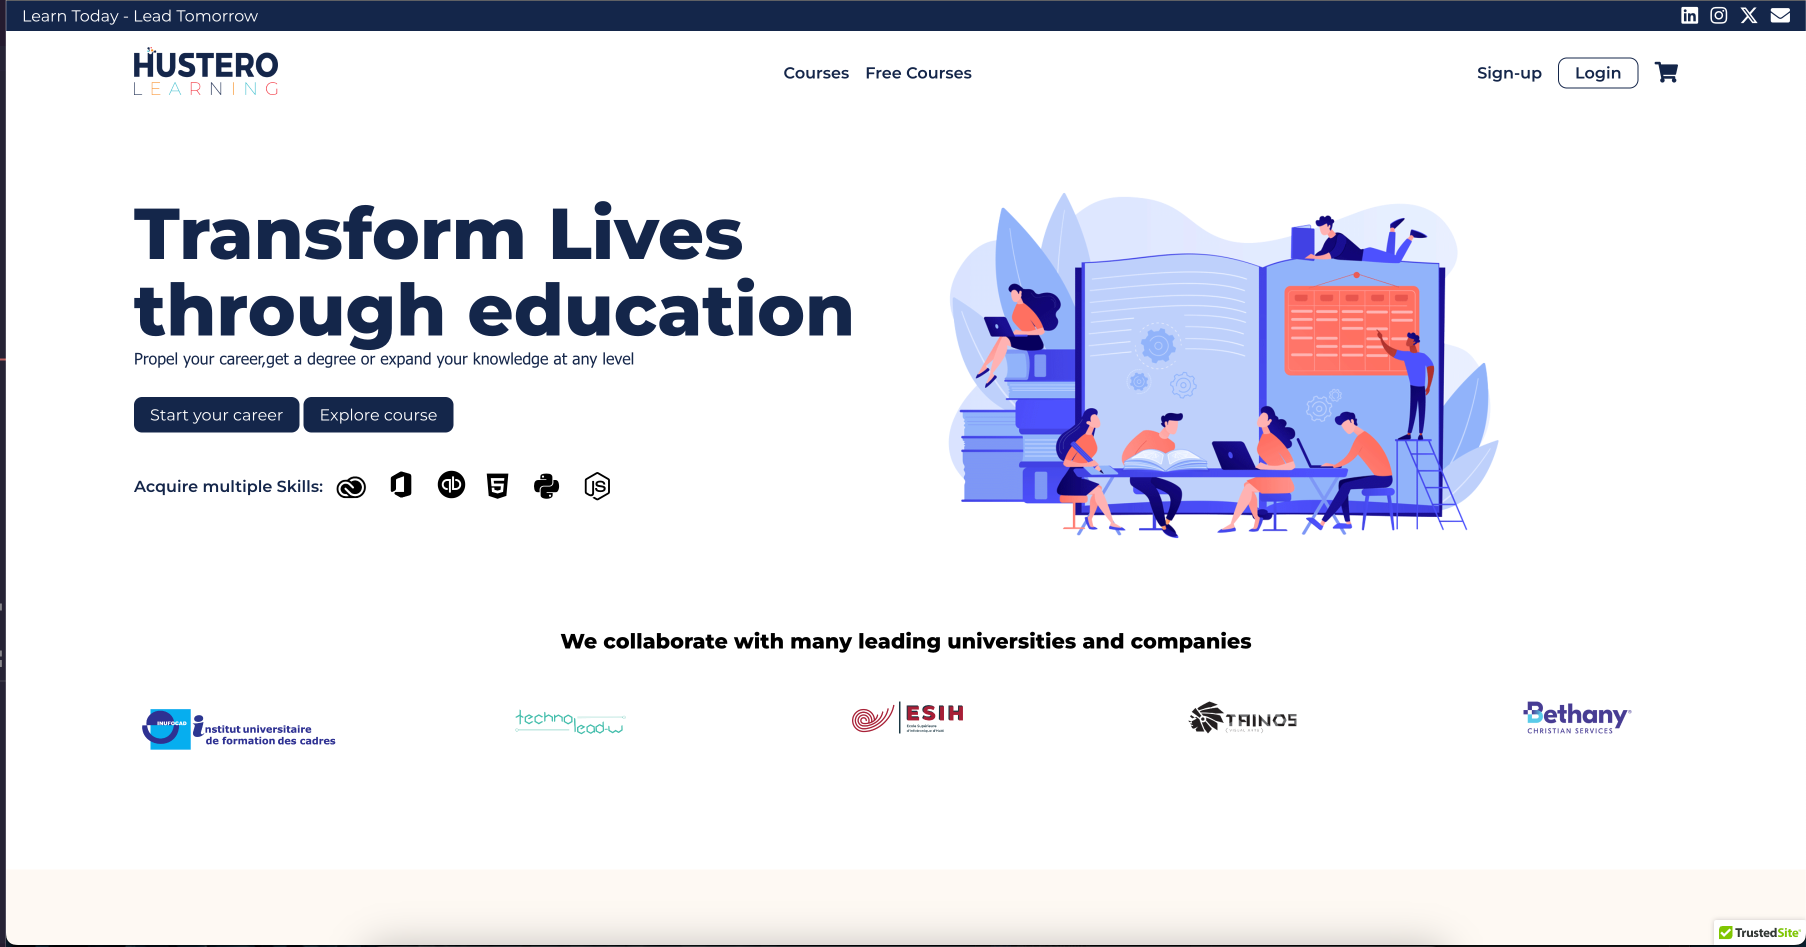 Learn Today - Lead Tomorrow
HUSTERO
LEARNING
Courses Free Courses
Sign-up Login
Transform Lives
through education
Propel your career,get a degree or expand your knowledge at any level
Start your career Explore course
Acquire multiple Skills:
We collaborate with many leading universities and companies
INUFOCAD institut universitaire
de formation des cadres
techno
lead-w
ESIH
TAINOS
Bethany
CHRISTIAN SERVICES
TrustedSite